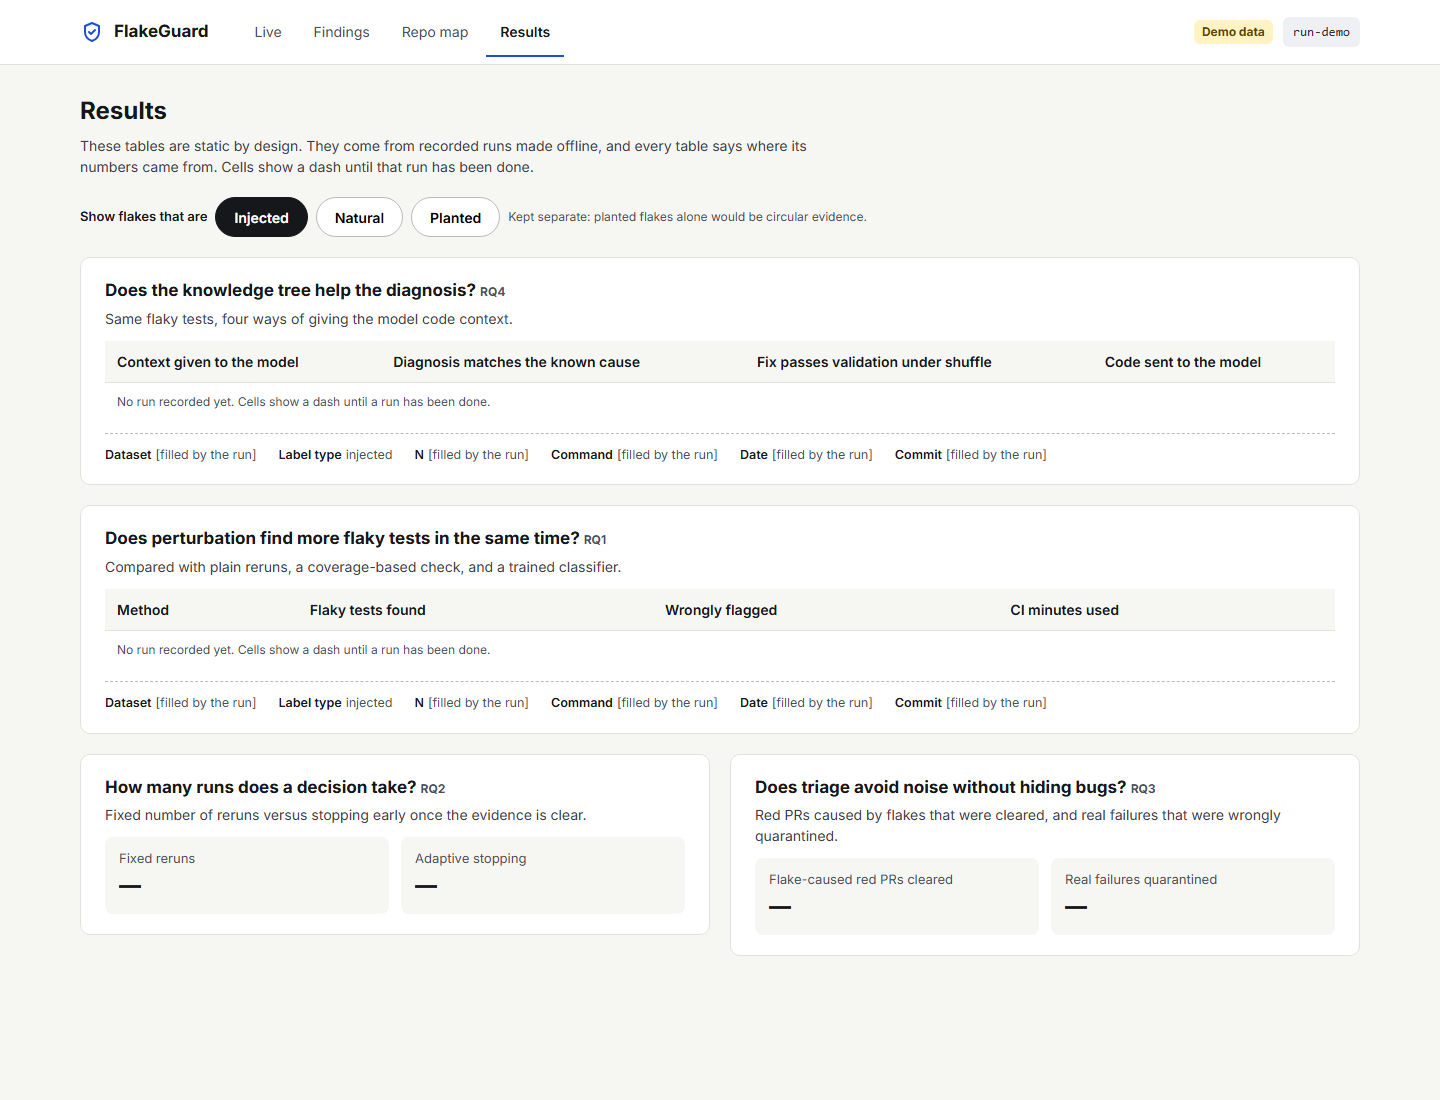 FlakeGuard Live Findings Repo map Results Demo data run-demo
Results
These tables are static by design. They come from recorded runs made offline, and every table says where its
numbers came from. Cells show a dash until that run has been done.
Show flakes that are Injected Natural Planted Kept separate: planted flakes alone would be circular evidence.
Does the knowledge tree help the diagnosis? RQ4
Same flaky tests, four ways of giving the model code context.
Context given to the model Diagnosis matches the known cause Fix passes validation under shuffle Code sent to the model
No run recorded yet. Cells show a dash until a run has been done.
Dataset [filled by the run] Label type injected N [filled by the run] Command [filled by the run] Date [filled by the run] Commit [filled by the run]
Does perturbation find more flaky tests in the same time? RQ1
Compared with plain reruns, a coverage-based check, and a trained classifier.
Method Flaky tests found Wrongly flagged CI minutes used
No run recorded yet. Cells show a dash until a run has been done.
Dataset [filled by the run] Label type injected N [filled by the run] Command [filled by the run] Date [filled by the run] Commit [filled by the run]
How many runs does a decision take? RQ2
Fixed number of reruns versus stopping early once the evidence is clear.
Fixed reruns Adaptive stopping
— —
Does triage avoid noise without hiding bugs? RQ3
Red PRs caused by flakes that were cleared, and real failures that were wrongly
quarantined.
Flake-caused red PRs cleared Real failures quarantined
— —